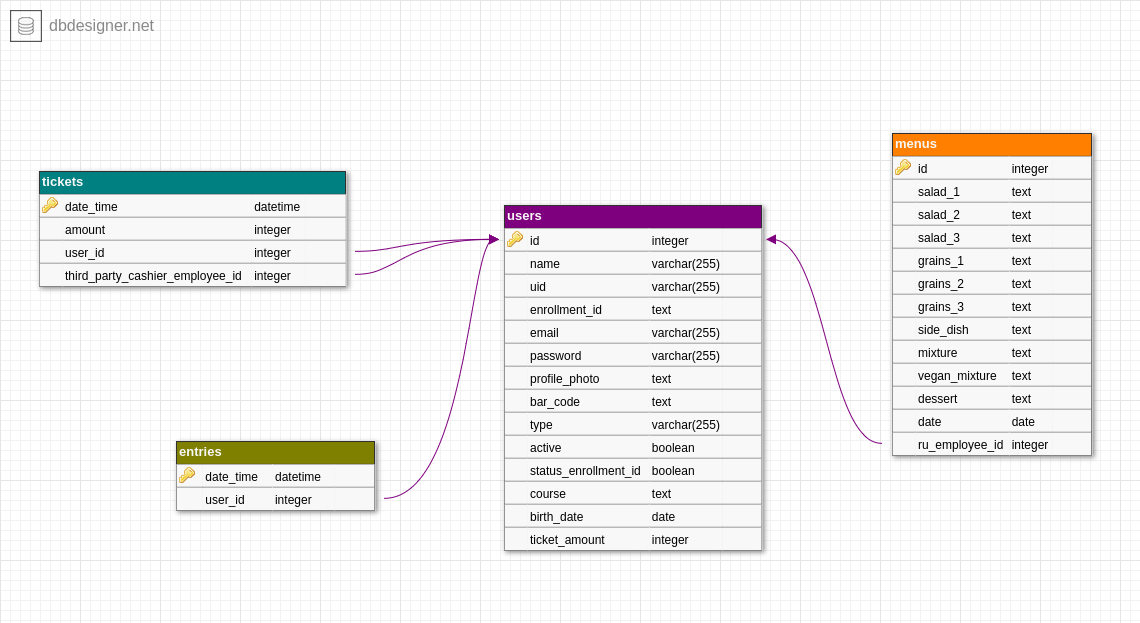 dbdesigner.net
tickets
date_time datetime
amount integer
user_id integer
third_party_cashier_employee_id integer
entries
date_time datetime
user_id integer
users
id integer
name varchar(255)
uid varchar(255)
enrollment_id text
email varchar(255)
password varchar(255)
profile_photo text
bar_code text
type varchar(255)
active boolean
status_enrollment_id boolean
course text
birth_date date
ticket_amount integer
menus
id integer
salad_1 text
salad_2 text
salad_3 text
grains_1 text
grains_2 text
grains_3 text
side_dish text
mixture text
vegan_mixture text
dessert text
date date
ru_employee_id integer